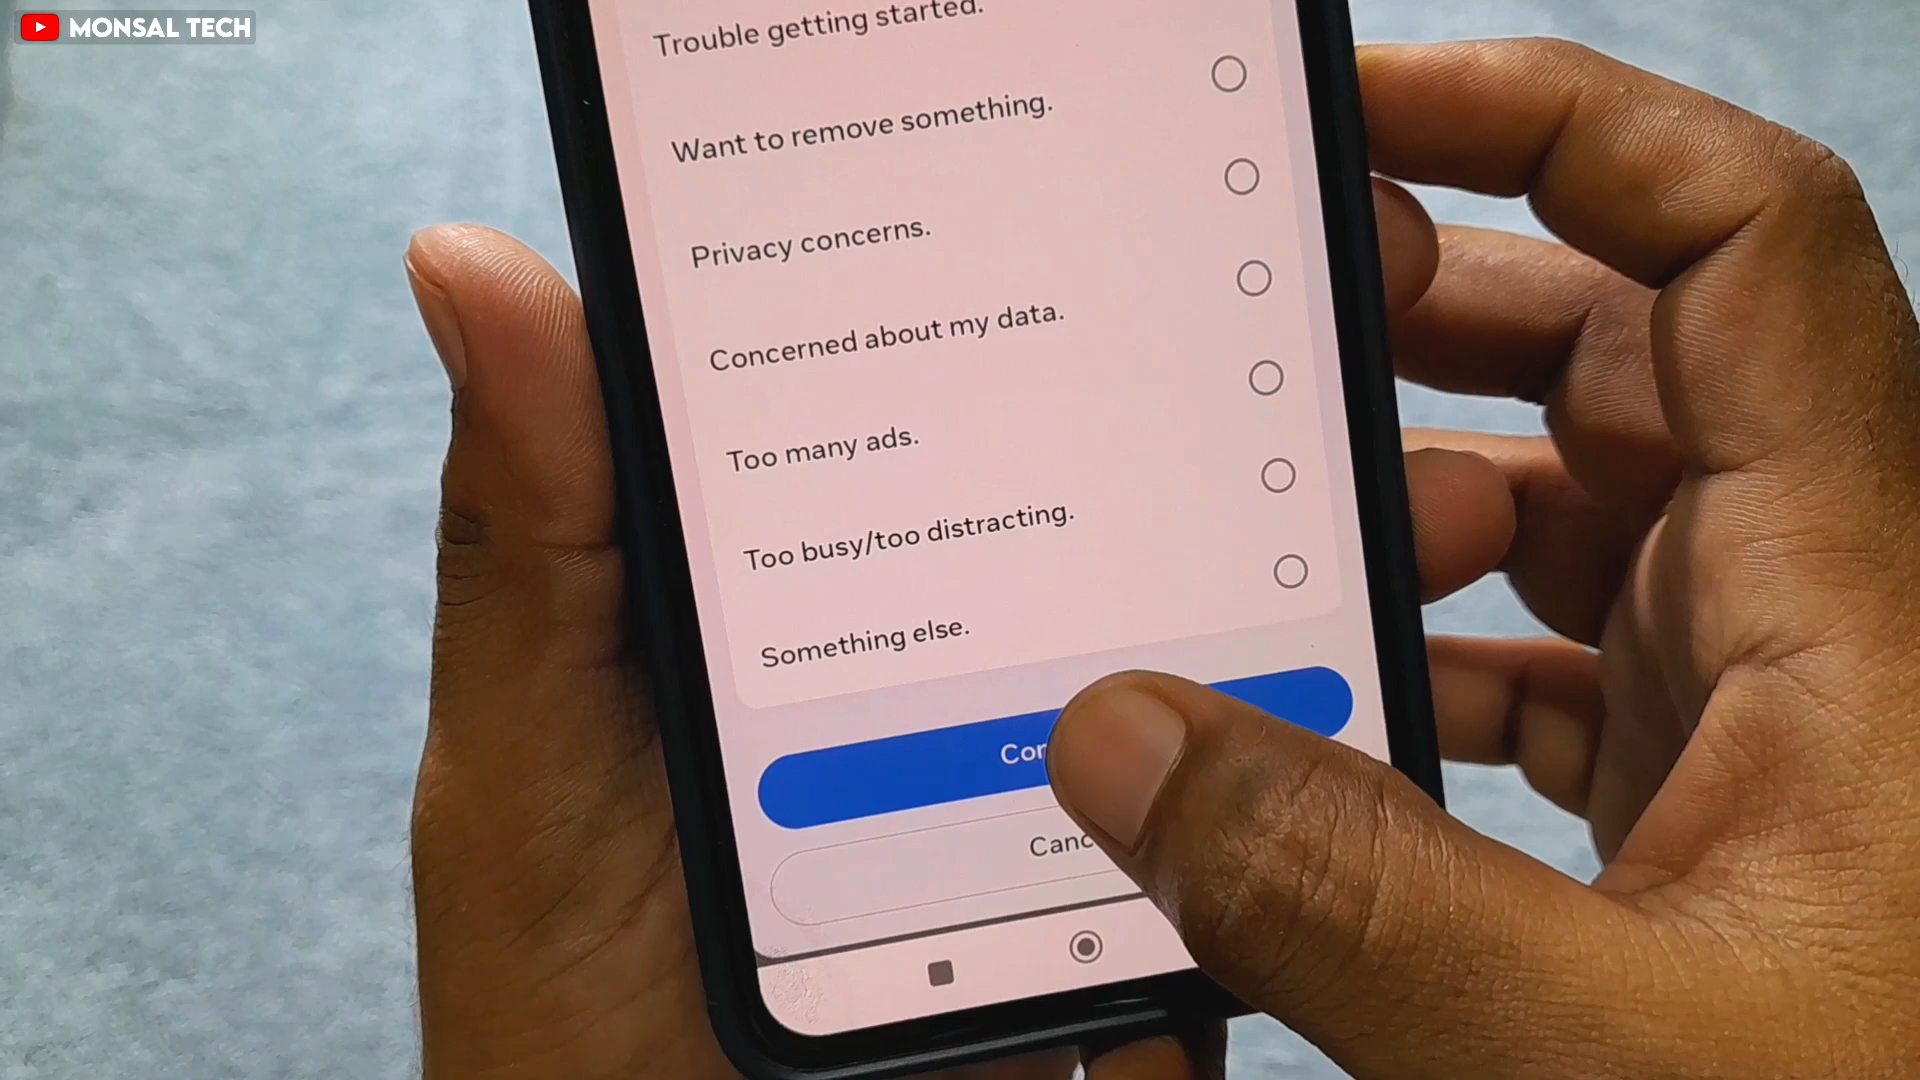 MONSAL TECH
Trouble getting started.
Want to remove something.
Privacy concerns.
Concerned about my data.
Too many ads.
Too busy/too distracting.
Something else.